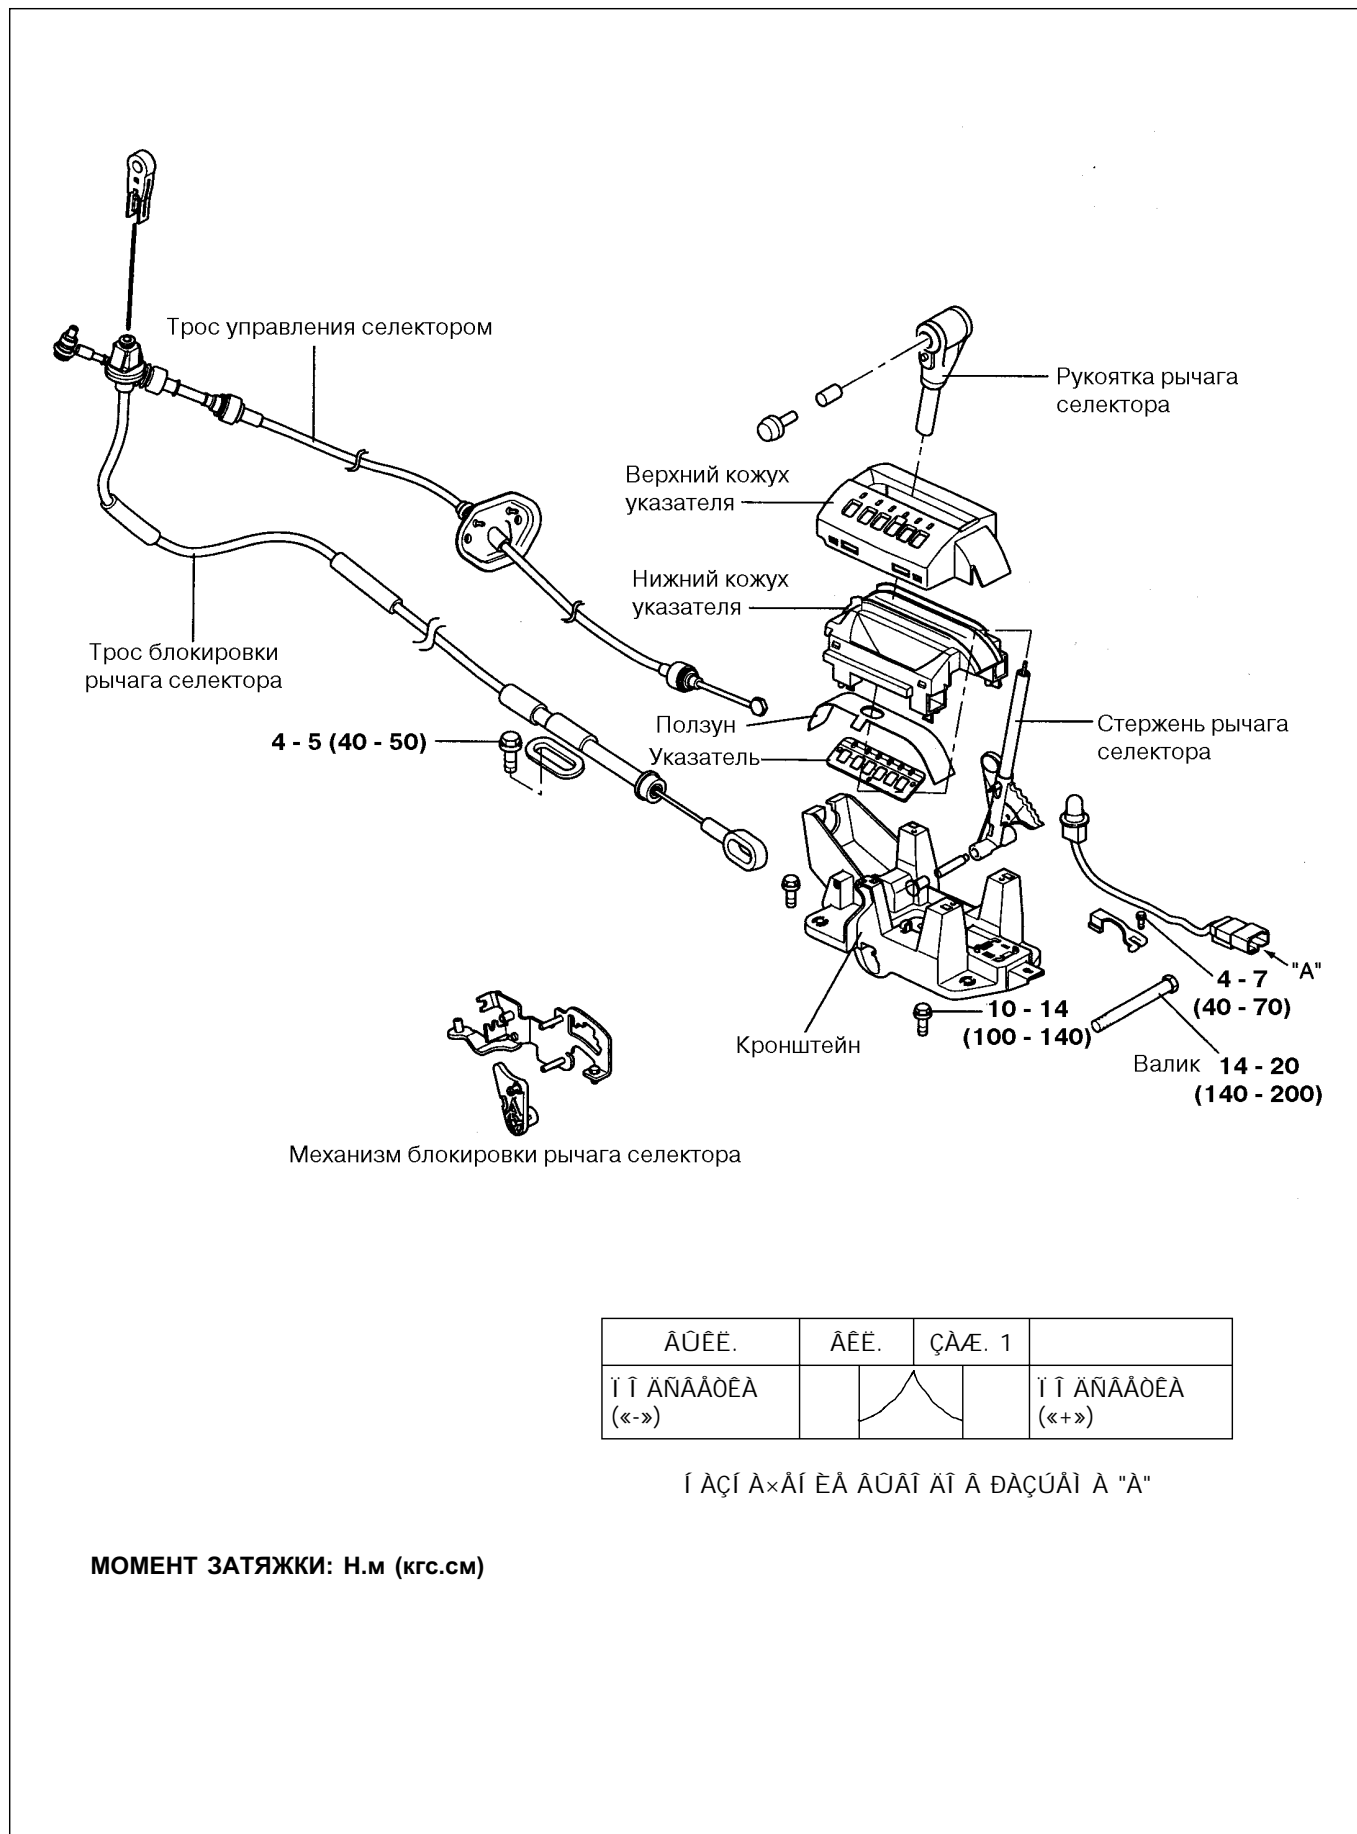 Трос управления селектором
Рукоятка рычага
селектора
Верхний кожух
указателя
Нижний кожух
указателя
Трос блокировки
рычага селектора
Ползун
Указатель
Стержень рычага
селектора
4 - 5 (40 - 50)
"А"
4 - 7
(40 - 70)
10 - 14
(100 - 140)
Кронштейн
Валик 14 - 20
(140 - 200)
Механизм блокировки рычага селектора
ÂÛÊË. ÂÊË. ÇÀÆ. 1
Ï Î ÄÑÂÅÒÊÀ
(«-»)
Ï Î ÄÑÂÅÒÊÀ
(«+»)
Í ÀÇÍ À×ÅÍ ÈÅ ÂÛÂÎ ÄÎ Â ÐÀÇÚÅÌ À "À"
МОМЕНТ ЗАТЯЖКИ: Н.м (кгс.см)